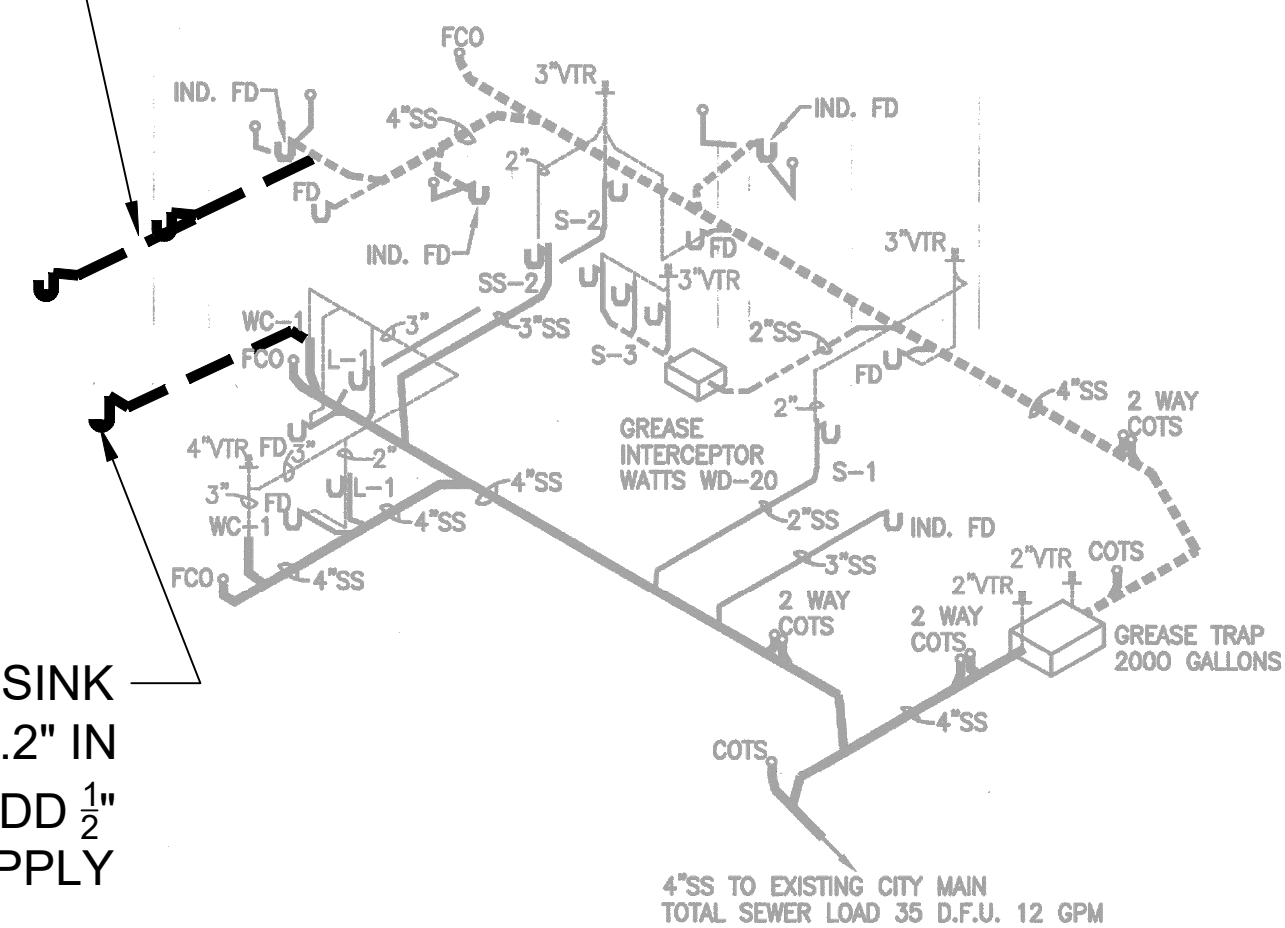 FCO
3"VTR
IND. FD
4"SS
IND. FD
2"
FD
S-2
IND. FD
FD
3"VTR
SS-2
3"VTR
WC-1
3"
3"SS
2"SS
FCO
L-1
S-3
FD
4"SS
2 WAY
COTS
2"
GREASE
INTERCEPTOR
WATTS WD-20
4"VTR
FD
3"
2"
S-1
3"
FD
L-1
4"SS
WC-1
4"SS
2"SS
IND. FD
FCO
4"SS
3"SS
2"VTR
COTS
2"VTR
2 WAY
COTS
2 WAY
COTS
GREASE TRAP
2000 GALLONS
SINK
.2" IN
DD 1/2"
PPLY
4"SS
COTS
4"SS TO EXISTING CITY MAIN
TOTAL SEWER LOAD 35 D.F.U. 12 GPM